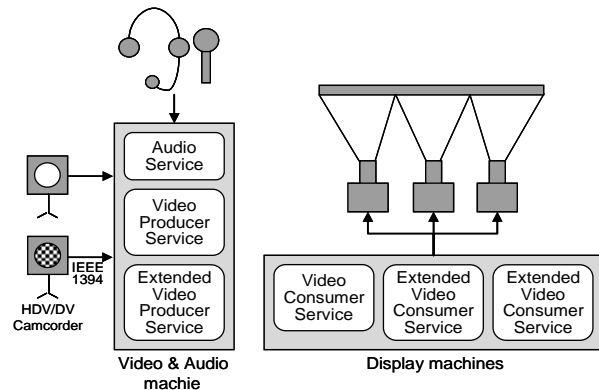 Audio
Service
Video
Producer
Service
Extended
Video
Producer
Service
IEEE
1394
HDV/DV
Camcorder
Video & Audio
machie
Video
Consumer
Service
Extended
Video
Consumer
Service
Extended
Video
Consumer
Service
Display machines